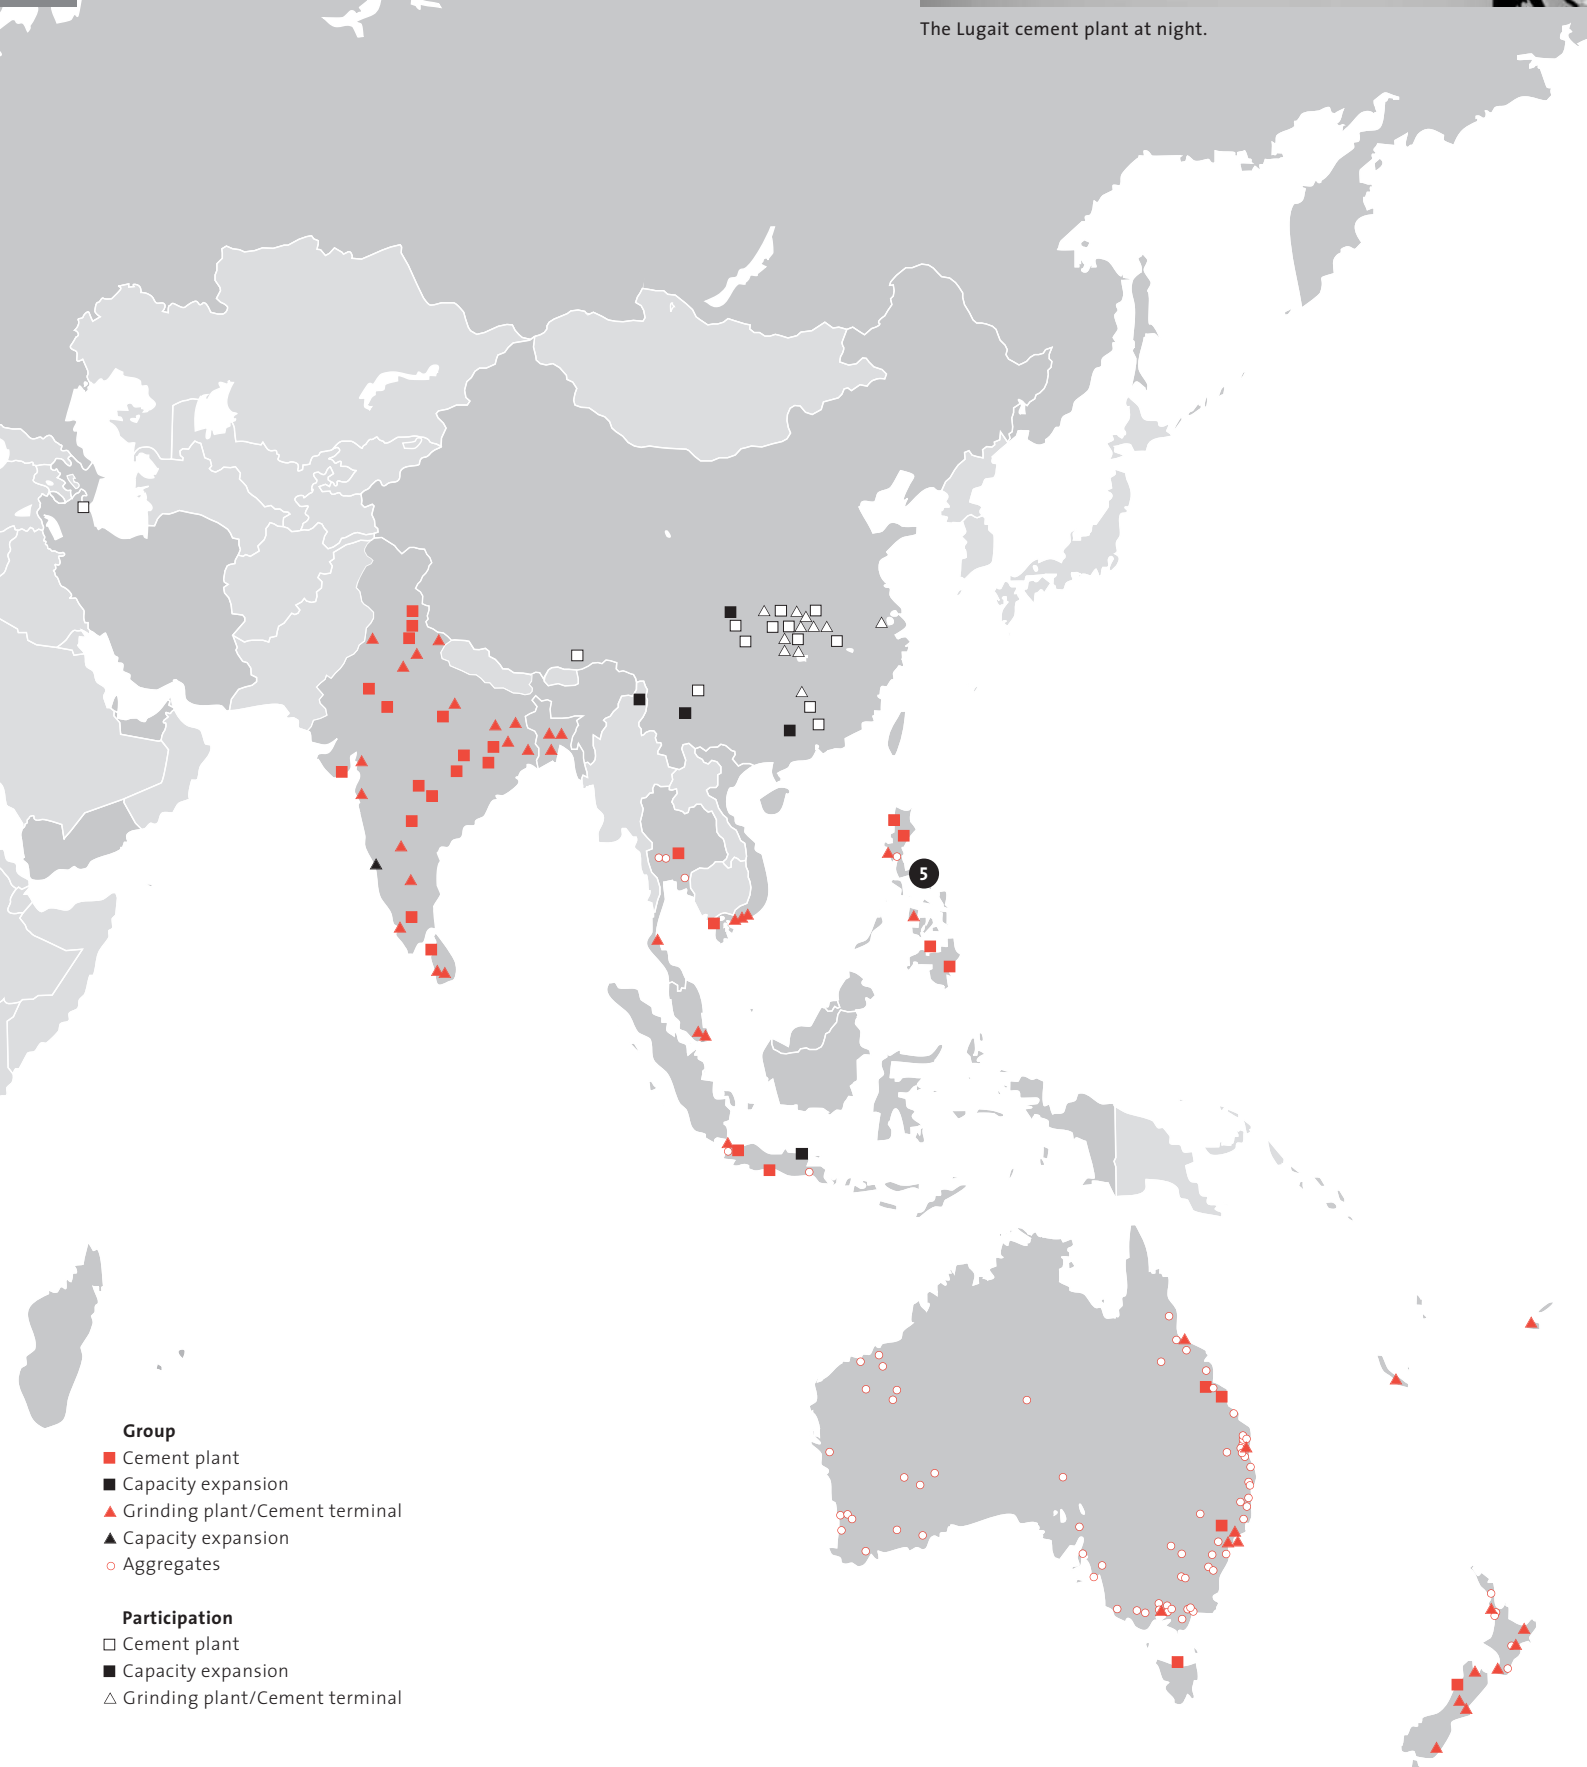 The Lugait cement plant at night.
5
Group
Cement plant
Capacity expansion
Grinding plant/Cement terminal
Capacity expansion
Aggregates
Participation
Cement plant
Capacity expansion
Grinding plant/Cement terminal